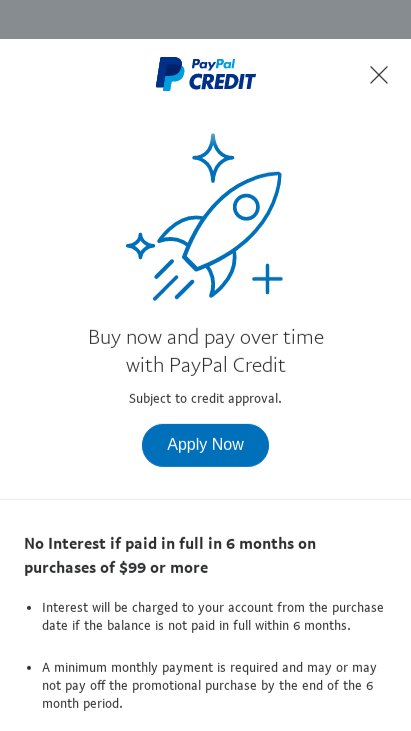 PayPal
CREDIT
Buy now and pay over time
with PayPal Credit
Subject to credit approval.
Apply Now
No Interest if paid in full in 6 months on
purchases of $99 or more
• Interest will be charged to your account from the purchase
date if the balance is not paid in full within 6 months.
• A minimum monthly payment is required and may or may
not pay off the promotional purchase by the end of the 6
month period.